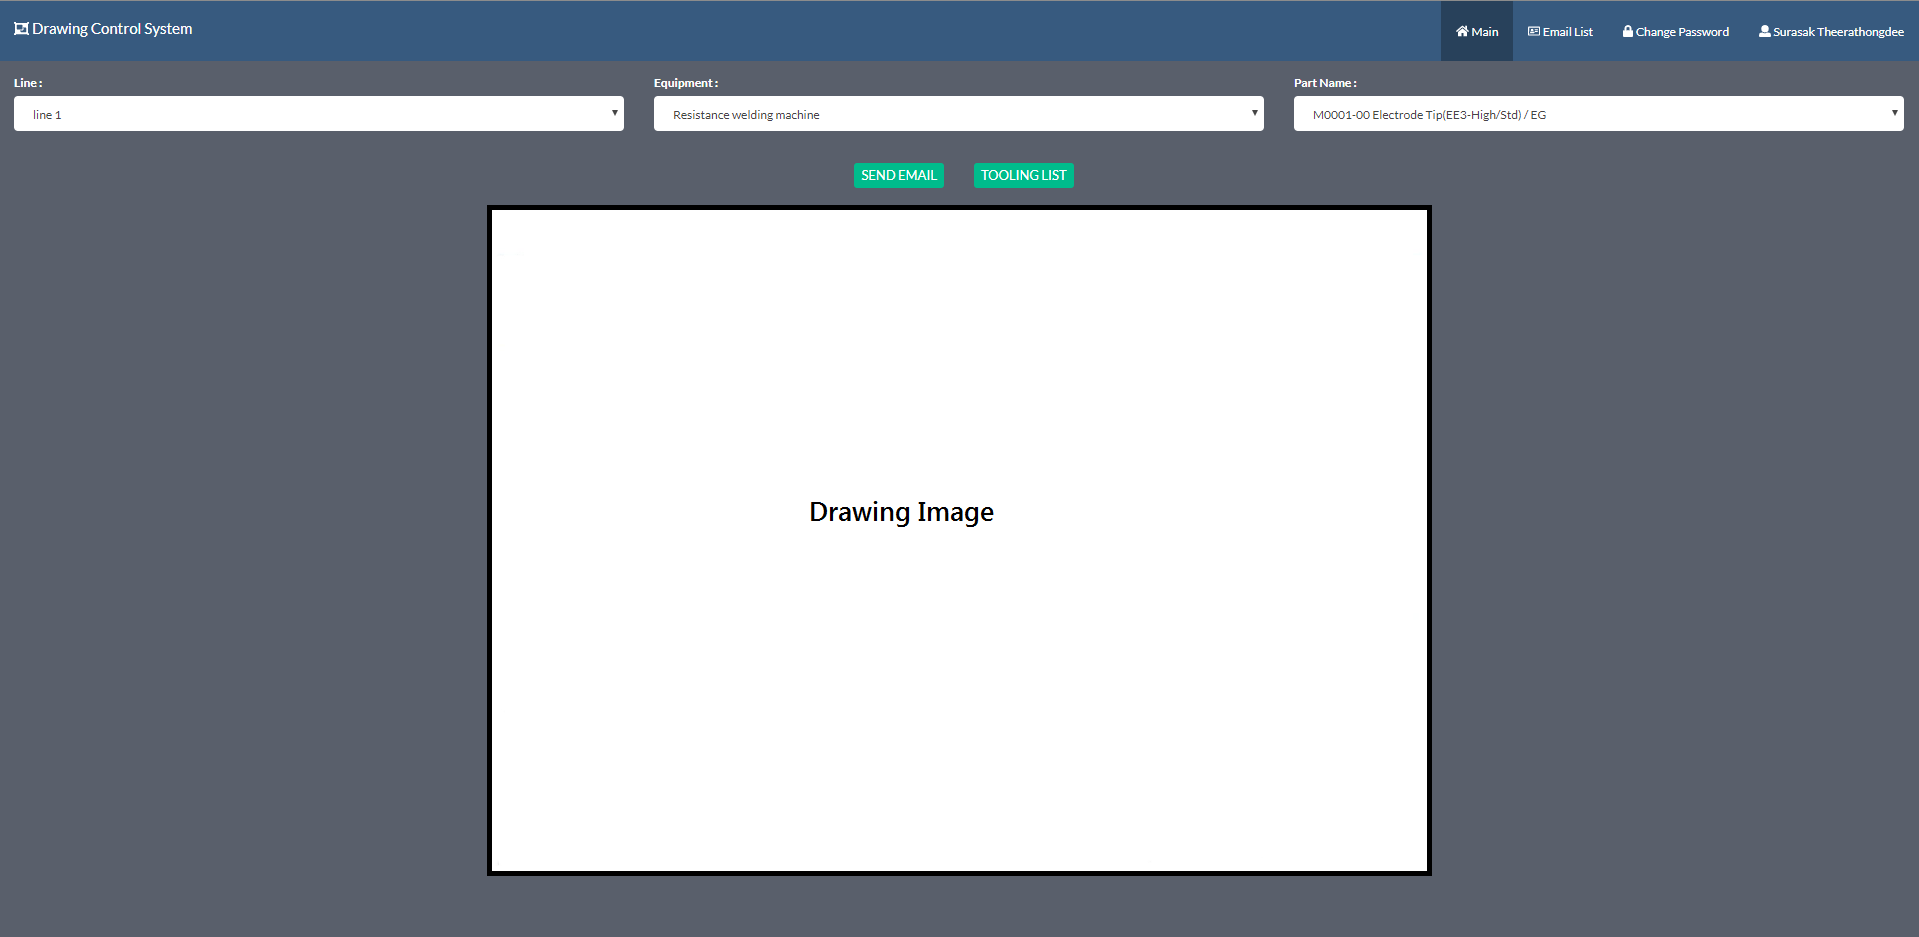 Drawing Control System
Main Email List Change Password Surasak Theerathongdee
Line : Equipment : Part Name :
line 1 Resistance welding machine M0001-00 Electrode Tip(EE3-High/Std) / EG
SEND EMAIL TOOLING LIST
Drawing Image